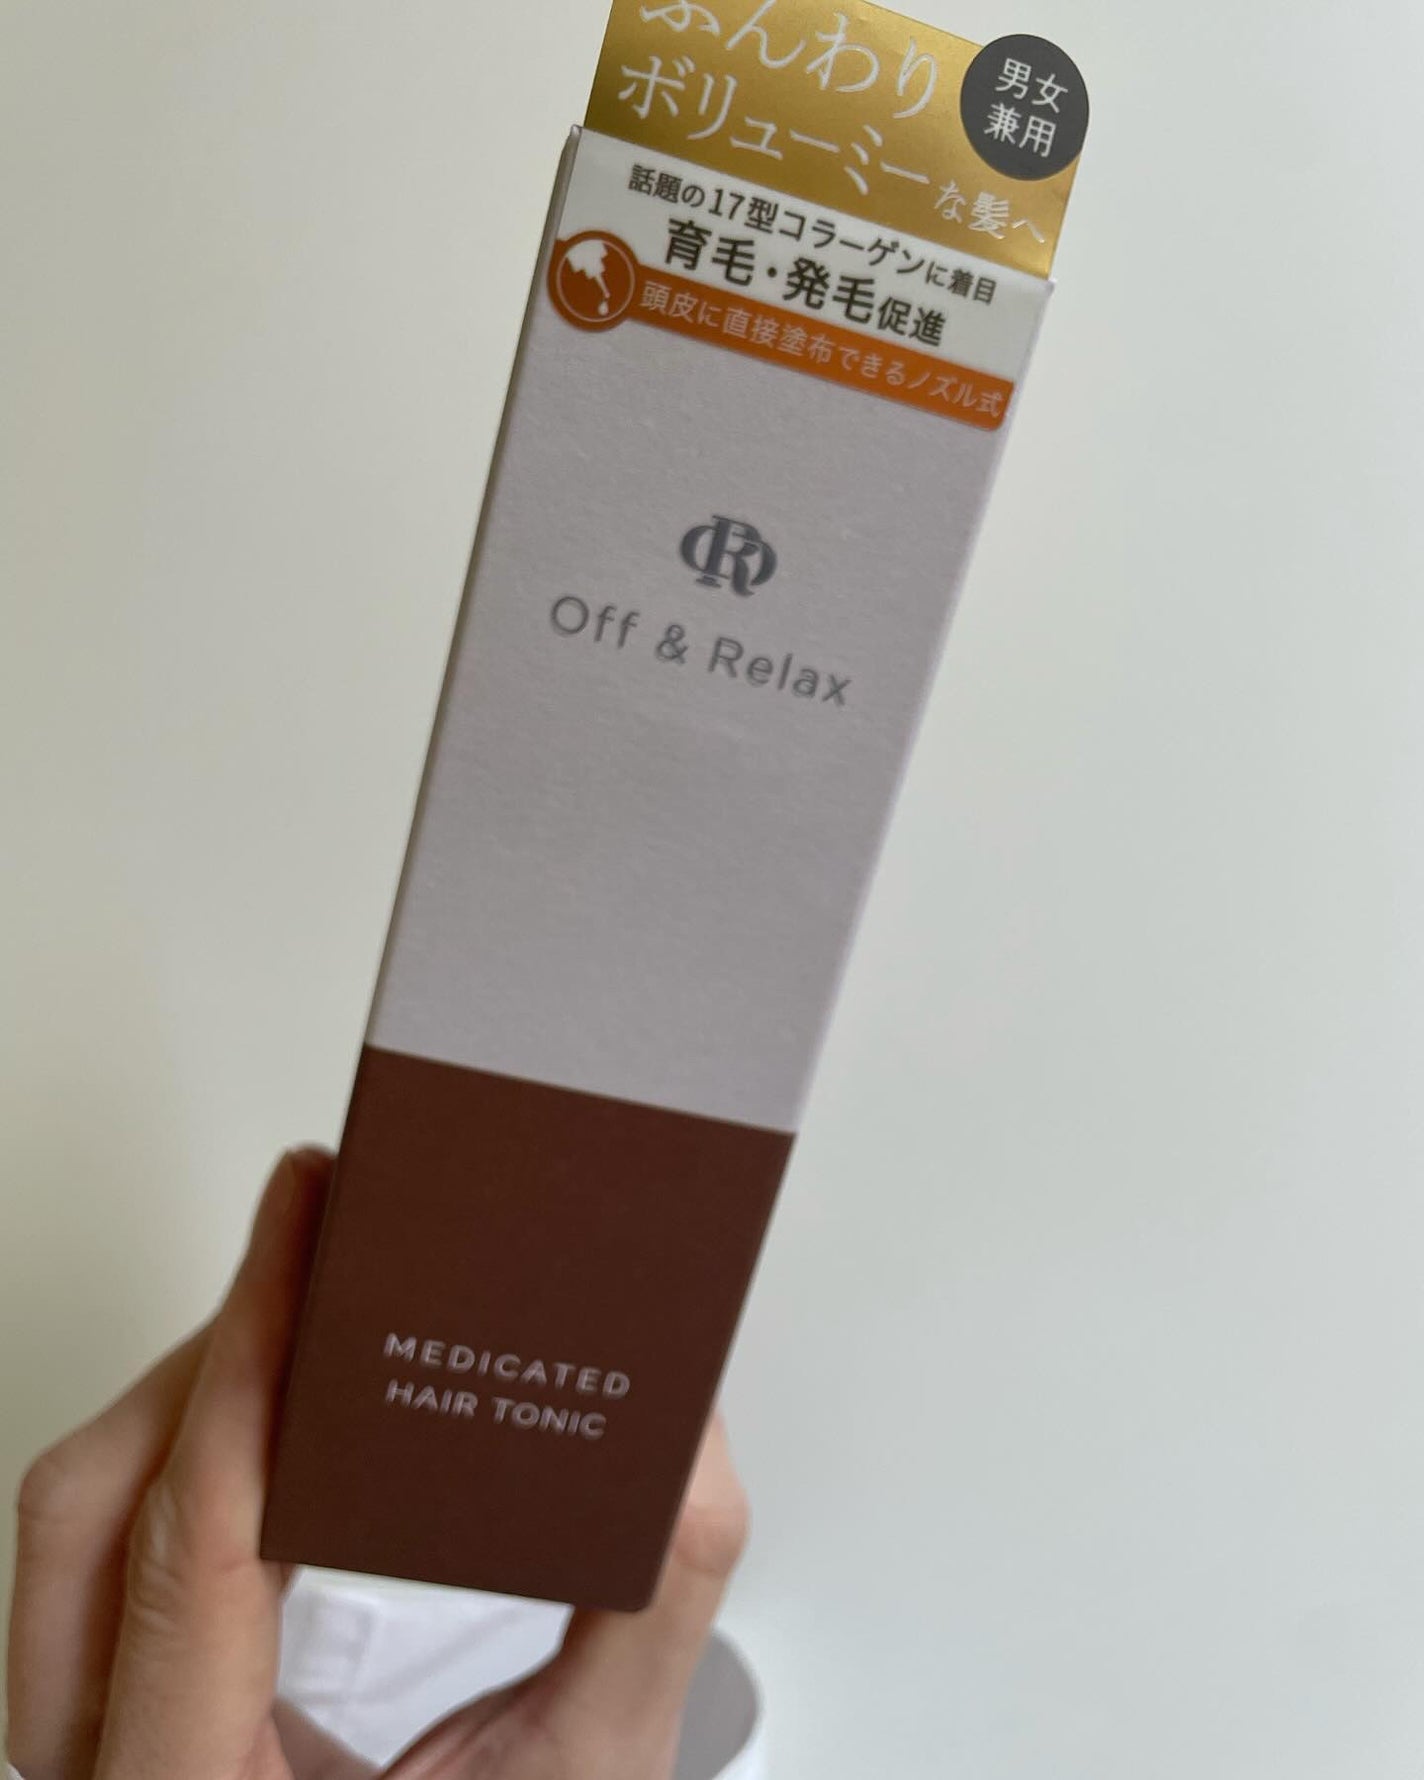 ふんわり
ボリューミーな髪へ
男女
兼用
話題の17型コラーゲンに着目
育毛・発毛促進
頭皮に直接塗布できるノズル式
OR
Off & Relax
MEDICATED
HAIR TONIC